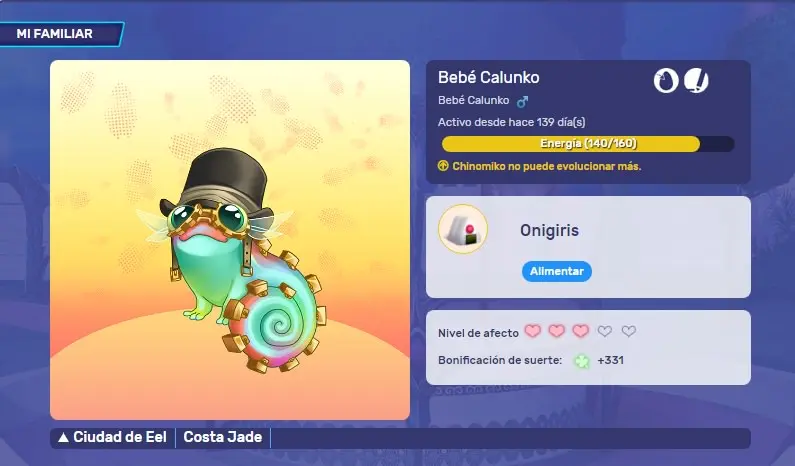 MI FAMILIAR
Bebé Calunko
Bebé Calunko ♂
Activo desde hace 139 día(s)
Energía (140/160)
Chinomiko no puede evolucionar más.
Onigiris
Alimentar
Nivel de afecto
Bonificación de suerte: +331
Ciudad de Eel | Costa Jade